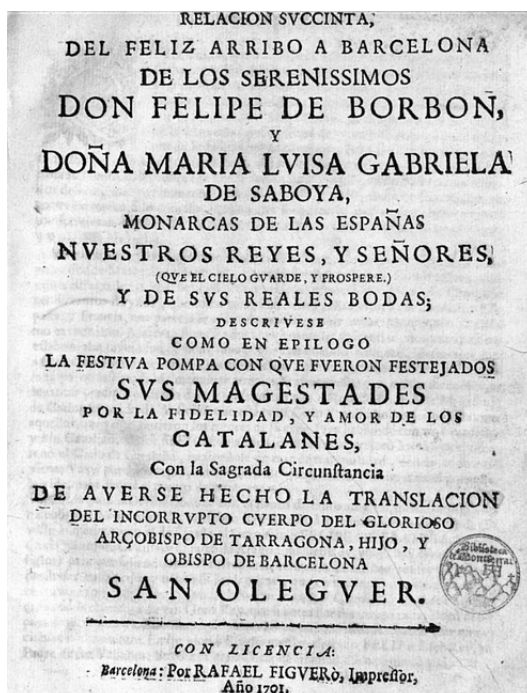 RELACION SVCCINTA,
DEL FELIZ ARRIBO A BARCELONA
DE LOS SERENISSIMOS
DON FELIPE DE BORBON,
Y
DOÑA MARIA LVISA GABRIELA
DE SABOYA,
MONARCAS DE LAS ESPAÑAS
NVESTROS REYES, Y SEÑORES,
(QVE EL CIELO GVARDE, Y PROSPERE.)
Y DE SVS REALES BODAS;
DESCRIVESE
COMO EN EPILOGO
LA FESTIVA POMPA CON QVE FVERON FESTEJADOS
SVS MAGESTADES
POR LA FIDELIDAD, Y AMOR DE LOS
CATALANES,
Con la Sagrada Circunſtancia
DE AVERSE HECHO LA TRANSLACION
DEL INCORRVPTO CVERPO DEL GLORIOSO
ARÇOBISPO DE TARRAGONA, HIJO, Y
OBISPO DE BARCELONA
SAN OLEGVER.
Biblioteca
CON LICENCIA:
Barcelona: Por RAFAEL FIGVERÒ, Impreſſor,
Año 1701.